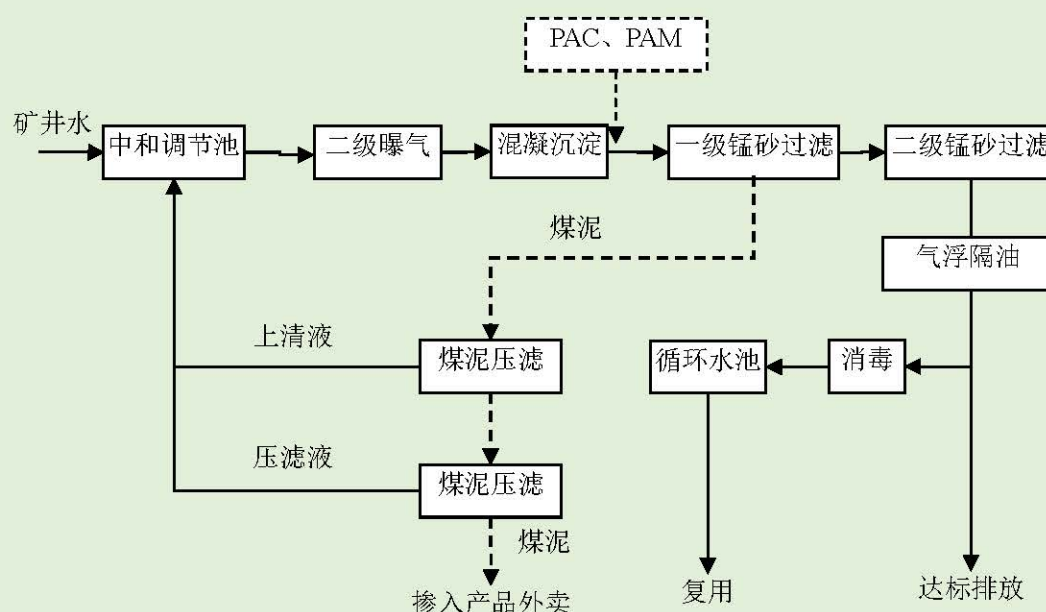 PAC、PAM
矿井水
中和调节池
二级曝气
混凝沉淀
一级锰砂过滤
二级锰砂过滤
煤泥
气浮隔油
上清液
煤泥压滤
循环水池
消毒
压滤液
煤泥压滤
煤泥
掺入产品外卖
复用
达标排放